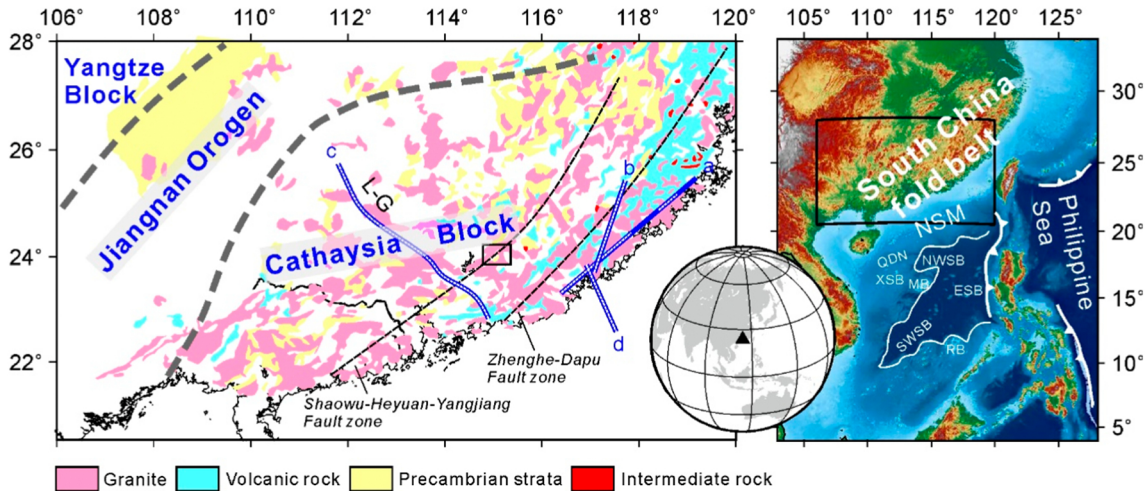 106° 108° 110° 112° 114° 116° 118° 120°
28°
26°
24°
22°
Yangtze
Block
Jiangnan Orogen
Cathaysia Block
c
L-G
b
a
d
Zhenghe-Dapu
Fault zone
Shaowu-Heyuan-Yangjiang
Fault zone
105° 110° 115° 120° 125°
30°
25°
20°
15°
10°
5°
South China
fold belt
NSM
Philippine
Sea
QDN
NWSB
XSB
MB
ESB
SWSB
RB
Granite
Volcanic rock
Precambrian strata
Intermediate rock